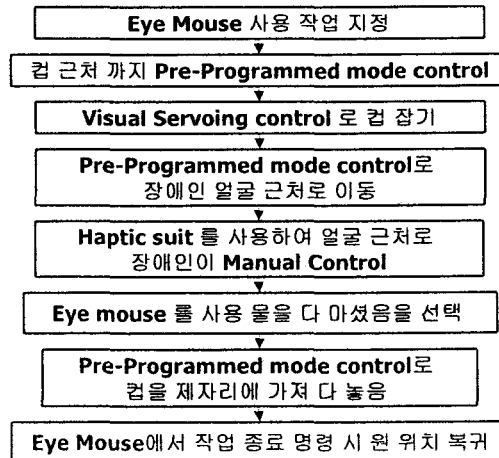 Eye Mouse 사용 작업 지정
컵 근처 까지 Pre-Programmed mode control
Visual Servoing control 로 컵 잡기
Pre-Programmed mode control로
장애인 얼굴 근처로 이동
Haptic suit 를 사용하여 얼굴 근처로
장애인이 Manual Control
Eye mouse 를 사용 물을 다 마셨음을 선택
Pre-Programmed mode control로
컵을 제자리에 가져 다 놓음
Eye Mouse에서 작업 종료 명령 시 원 위치 복귀